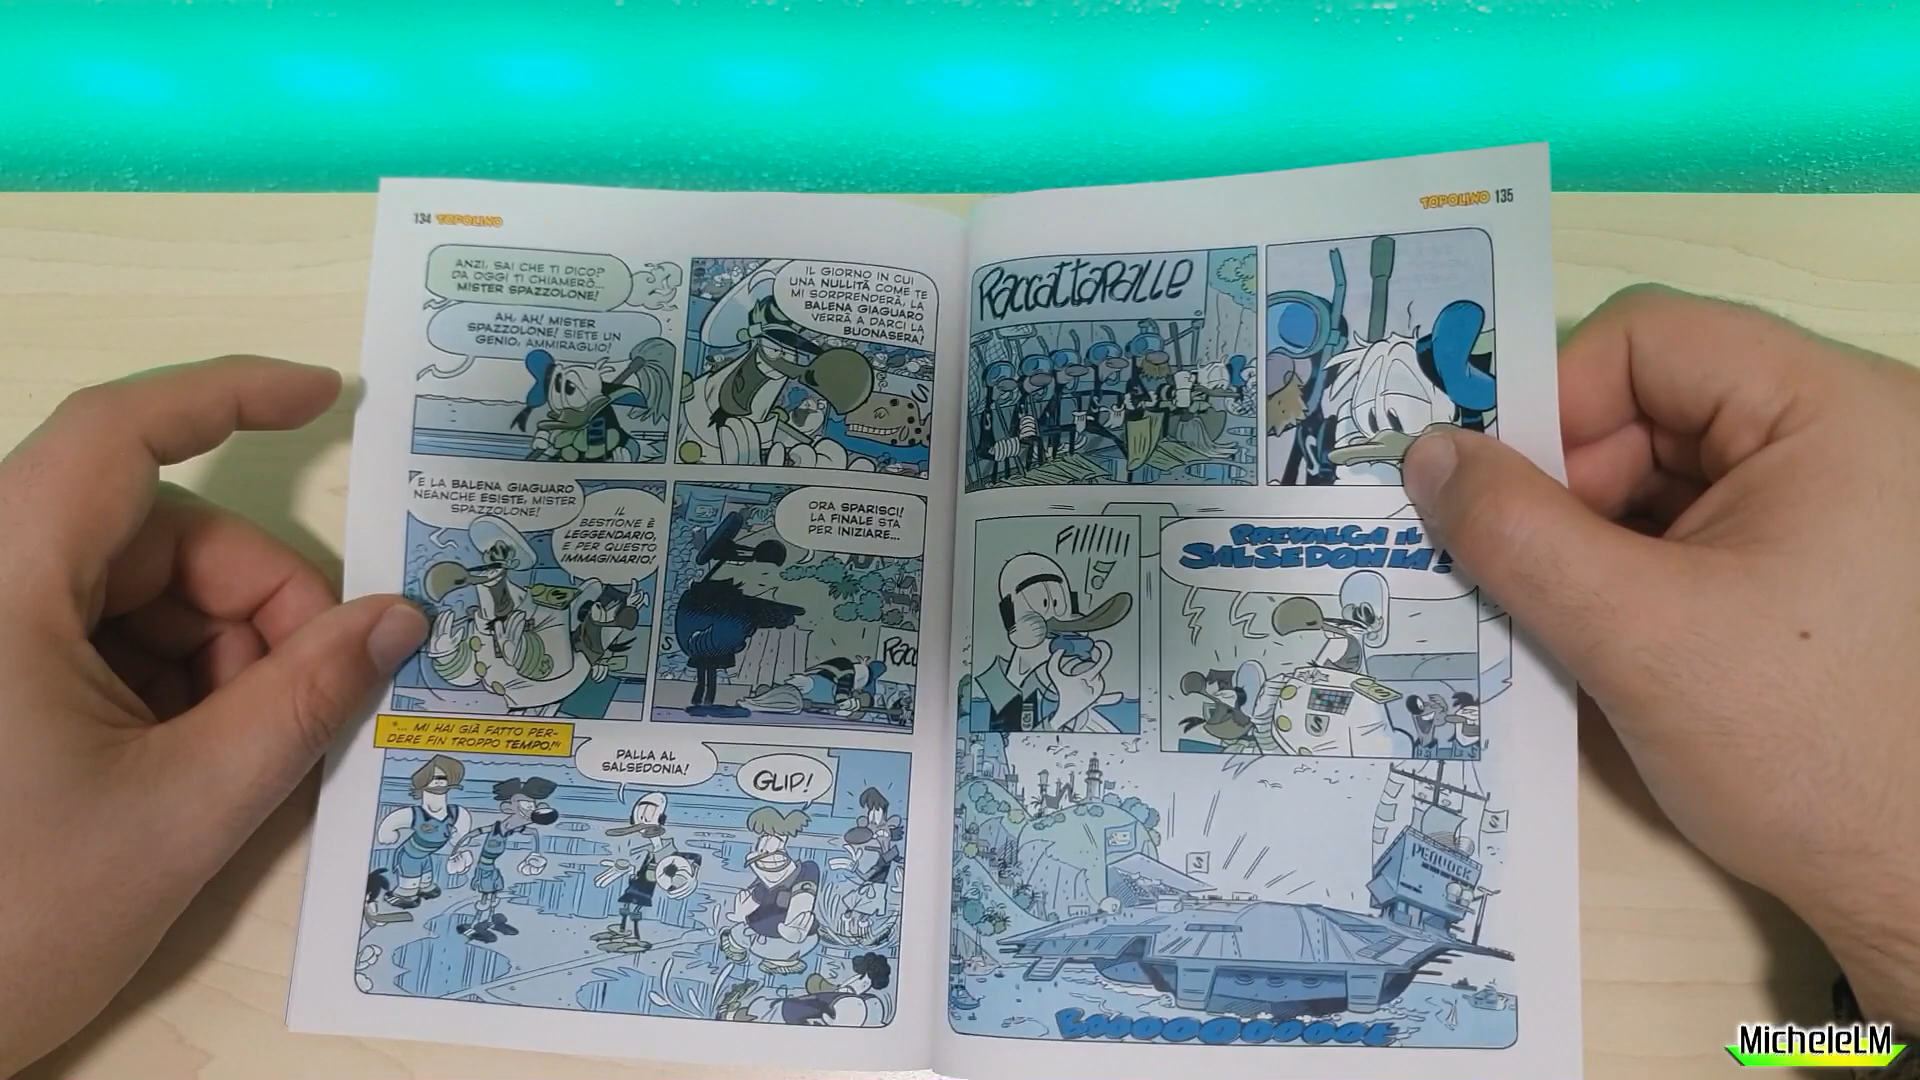 134 TOPOLINO
ANZI, SAI CHE TI DICO?
DA OGGI TI CHIAMERÒ...
MISTER SPAZZOLONE!
AH, AH! MISTER
SPAZZOLONE! SIETE UN
GENIO, AMMIRAGLIO!
IL GIORNO IN CUI
UNA NULLITÀ COME TE
MI SORPRENDERÀ, LA
BALENA GIAGUARO
VERRÀ A DARCI LA
BUONASERA!
E LA BALENA GIAGUARO
NEANCHE ESISTE, MISTER
SPAZZOLONE!
IL
BESTIONE È
LEGGENDARIO,
E PER QUESTO
IMMAGINARIO!
ORA SPARISCI!
LA FINALE STA
PER INIZIARE...
RACC
"... MI HAI GIÀ FATTO PER-
DERE FIN TROPPO TEMPO!"
PALLA AL
SALSEDONIA!
GLIP!
TOPOLINO 135
RACCATTAPALLE
FIIIIII
PREVALGA IL
SALSEDONIA!
PEQUOCK
BOOOOOOOOOOM
MicheleLM